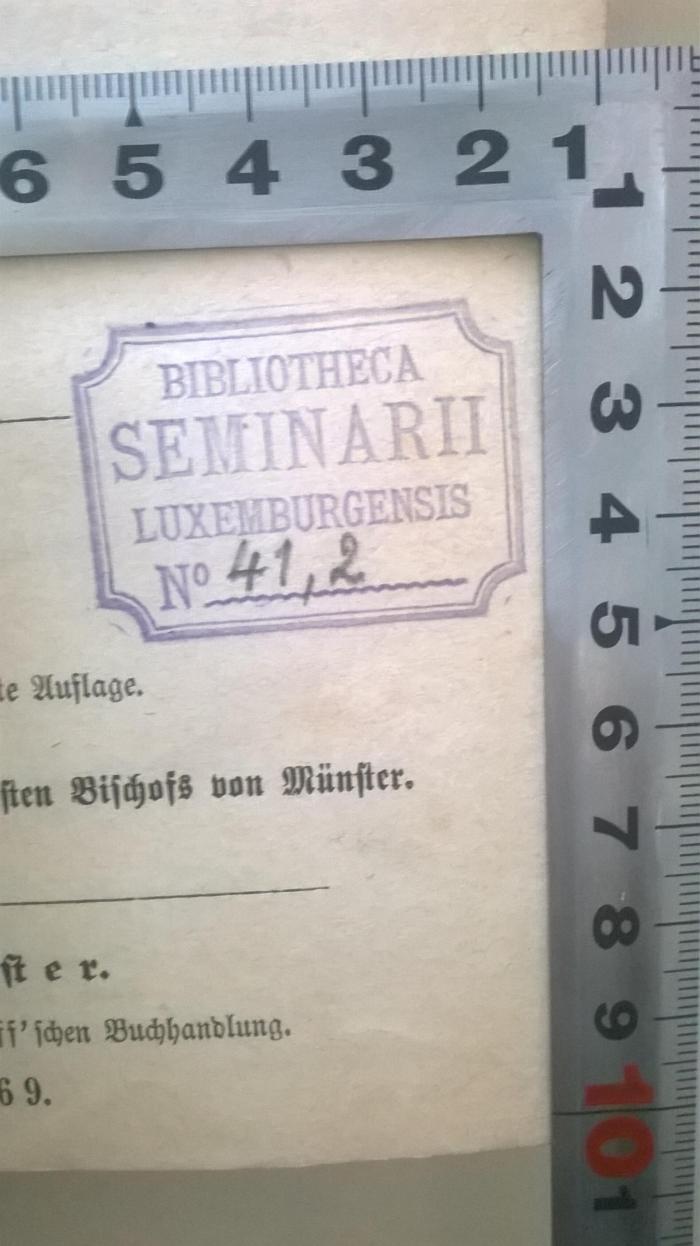 6 5 4 3 2 1
1
2
3
4
5
6
7
8
9
10
1
BIBLIOTHECA
SEMINARII
LUXEMBURGENSIS
Nº 41,2
te Auflage.
ſten Biſchofs von Münſter.
ſt e r.
ff'ſchen Buchhandlung.
6 9.